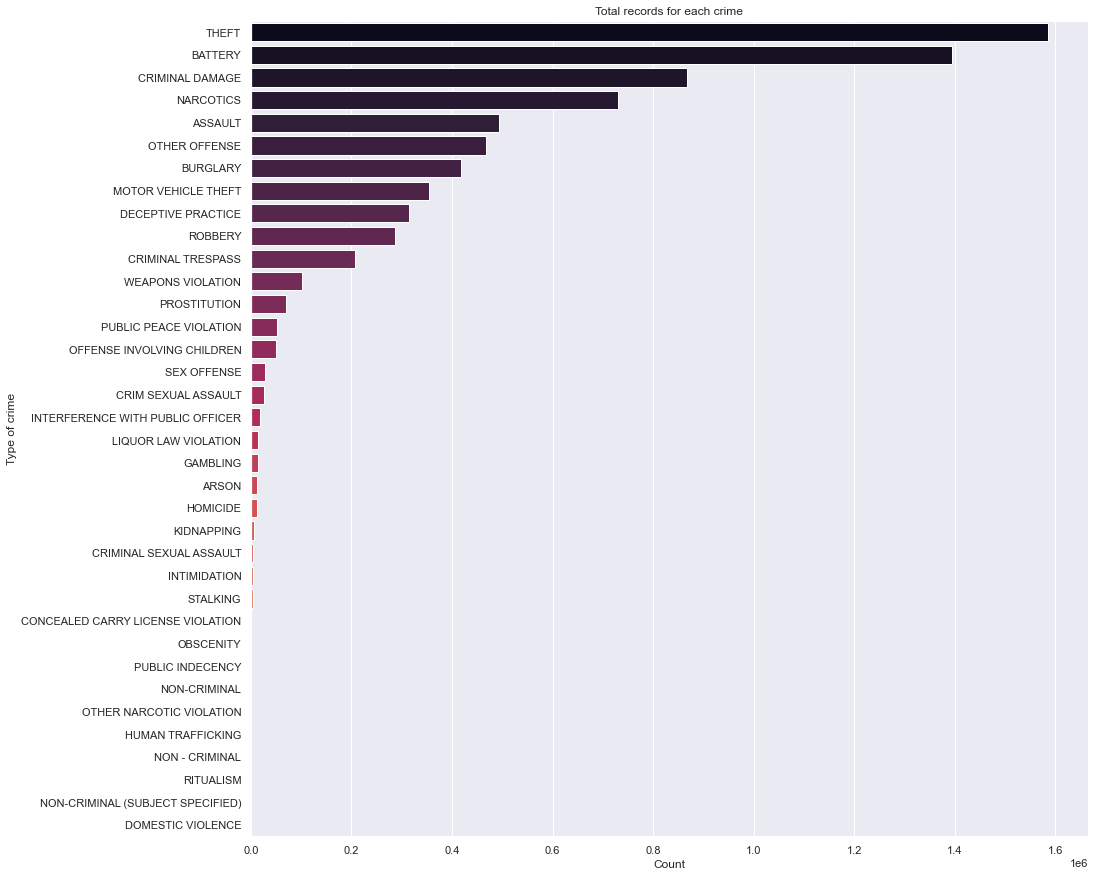 Total records for each crime
THEFT
BATTERY
CRIMINAL DAMAGE
NARCOTICS
ASSAULT
OTHER OFFENSE
BURGLARY
MOTOR VEHICLE THEFT
DECEPTIVE PRACTICE
ROBBERY
CRIMINAL TRESPASS
WEAPONS VIOLATION
PROSTITUTION
PUBLIC PEACE VIOLATION
OFFENSE INVOLVING CHILDREN
SEX OFFENSE
CRIM SEXUAL ASSAULT
INTERFERENCE WITH PUBLIC OFFICER
LIQUOR LAW VIOLATION
GAMBLING
ARSON
HOMICIDE
KIDNAPPING
CRIMINAL SEXUAL ASSAULT
INTIMIDATION
STALKING
CONCEALED CARRY LICENSE VIOLATION
OBSCENITY
PUBLIC INDECENCY
NON-CRIMINAL
OTHER NARCOTIC VIOLATION
HUMAN TRAFFICKING
NON - CRIMINAL
RITUALISM
NON-CRIMINAL (SUBJECT SPECIFIED)
DOMESTIC VIOLENCE
Type of crime
0.0 0.2 0.4 0.6 0.8 1.0 1.2 1.4 1.6
Count
1e6